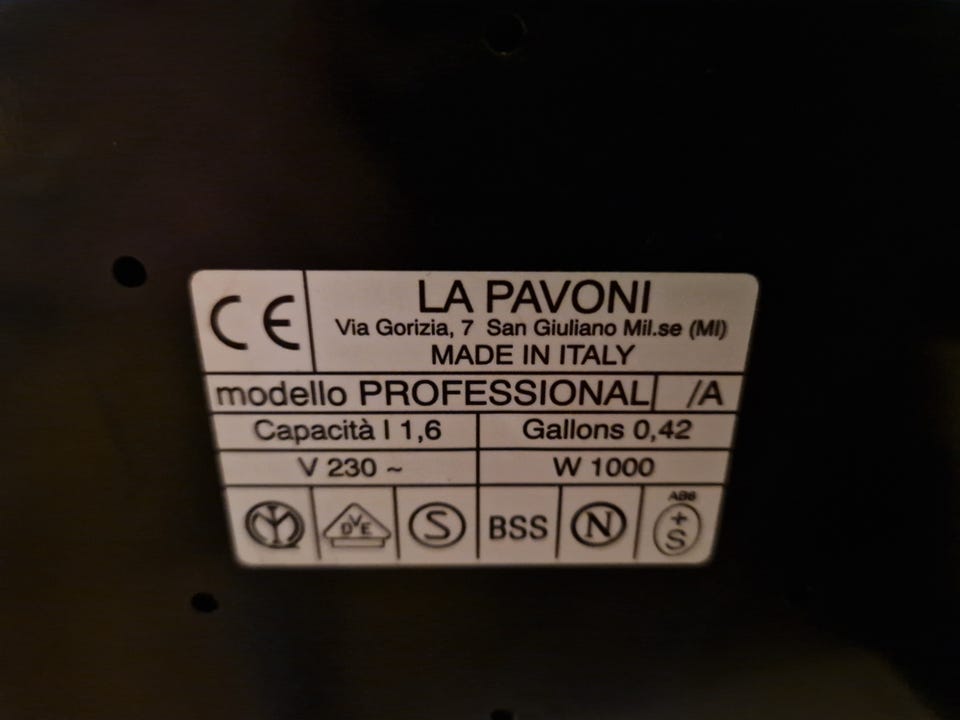 CE
LA PAVONI
Via Gorizia, 7 San Giuliano Mil.se (MI)
MADE IN ITALY
modello PROFESSIONAL /A
Capacità l 1,6 Gallons 0,42
V 230 ~ W 1000
DVE S BSS N +S